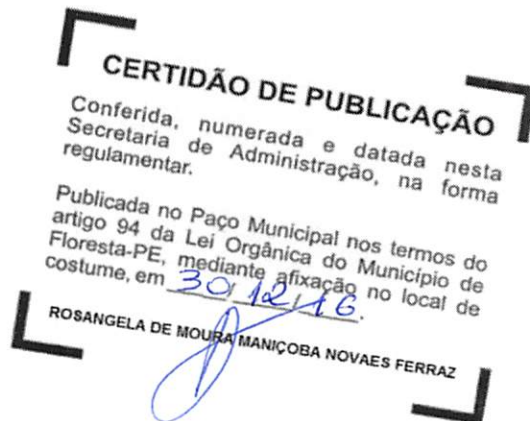 CERTIDÃO DE PUBLICAÇÃO
Conferida, numerada e datada nesta
Secretaria de Administração, na forma
regulamentar.
Publicada no Paço Municipal nos termos do
artigo 94 da Lei Orgânica do Município de
Floresta-PE, mediante afixação no local de
costume, em 30/12/16.
ROSANGELA DE MOURA MANIÇOBA NOVAES FERRAZ